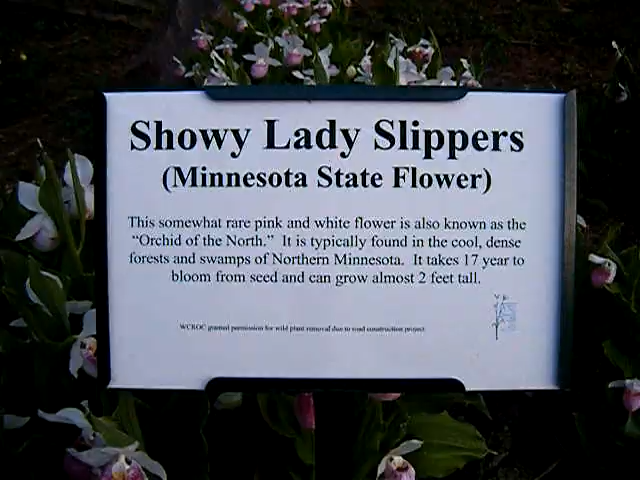 Showy Lady Slippers
(Minnesota State Flower)
This somewhat rare pink and white flower is also known as the
“Orchid of the North.” It is typically found in the cool, dense
forests and swamps of Northern Minnesota. It takes 17 year to
bloom from seed and can grow almost 2 feet tall.
WCROC granted permission for wild plant removal due to road construction project.